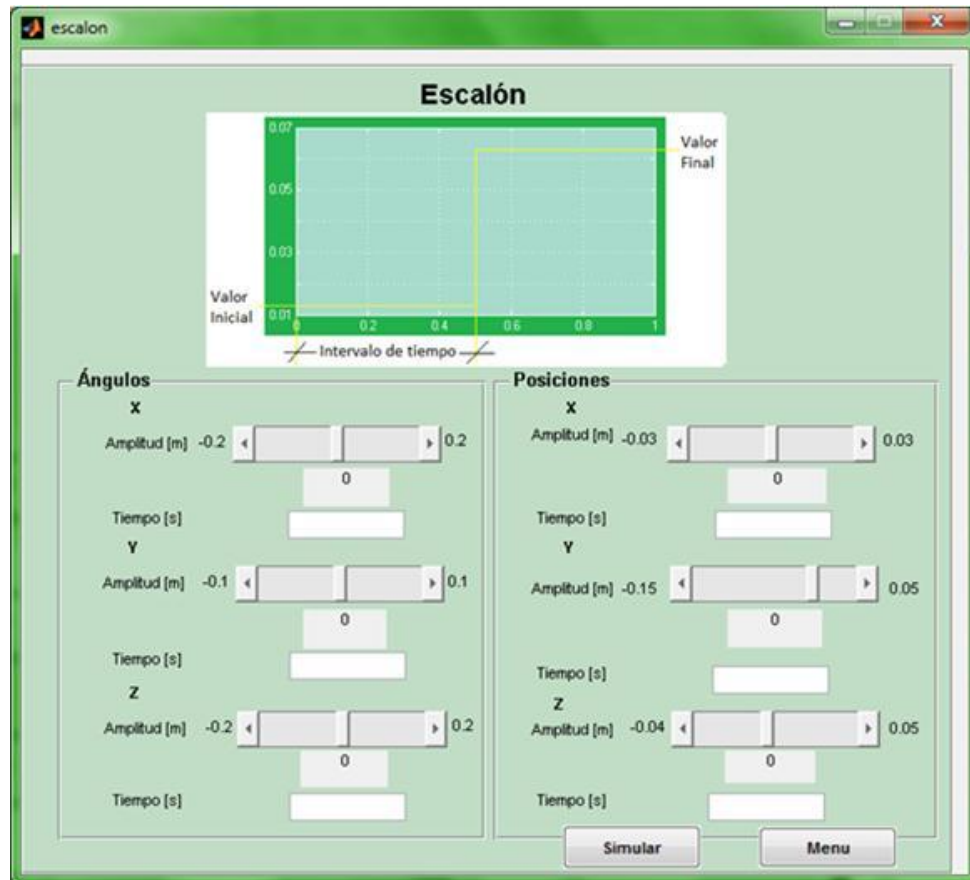 escalon
Escalón
0.07
0.05
0.03
0.01
0 0.2 0.4 0.6 0.8 1
Valor
Final
Valor
Inicial
Intervalo de tiempo
Ángulos
X
Amplitud [m] -0.2 0.2
0
Tiempo [s]
Y
Amplitud [m] -0.1 0.1
0
Tiempo [s]
Z
Amplitud [m] -0.2 0.2
0
Tiempo [s]
Posiciones
X
Amplitud [m] -0.03 0.03
0
Tiempo [s]
Y
Amplitud [m] -0.15 0.05
0
Tiempo [s]
Z
Amplitud [m] -0.04 0.05
0
Tiempo [s]
Simular
Menu